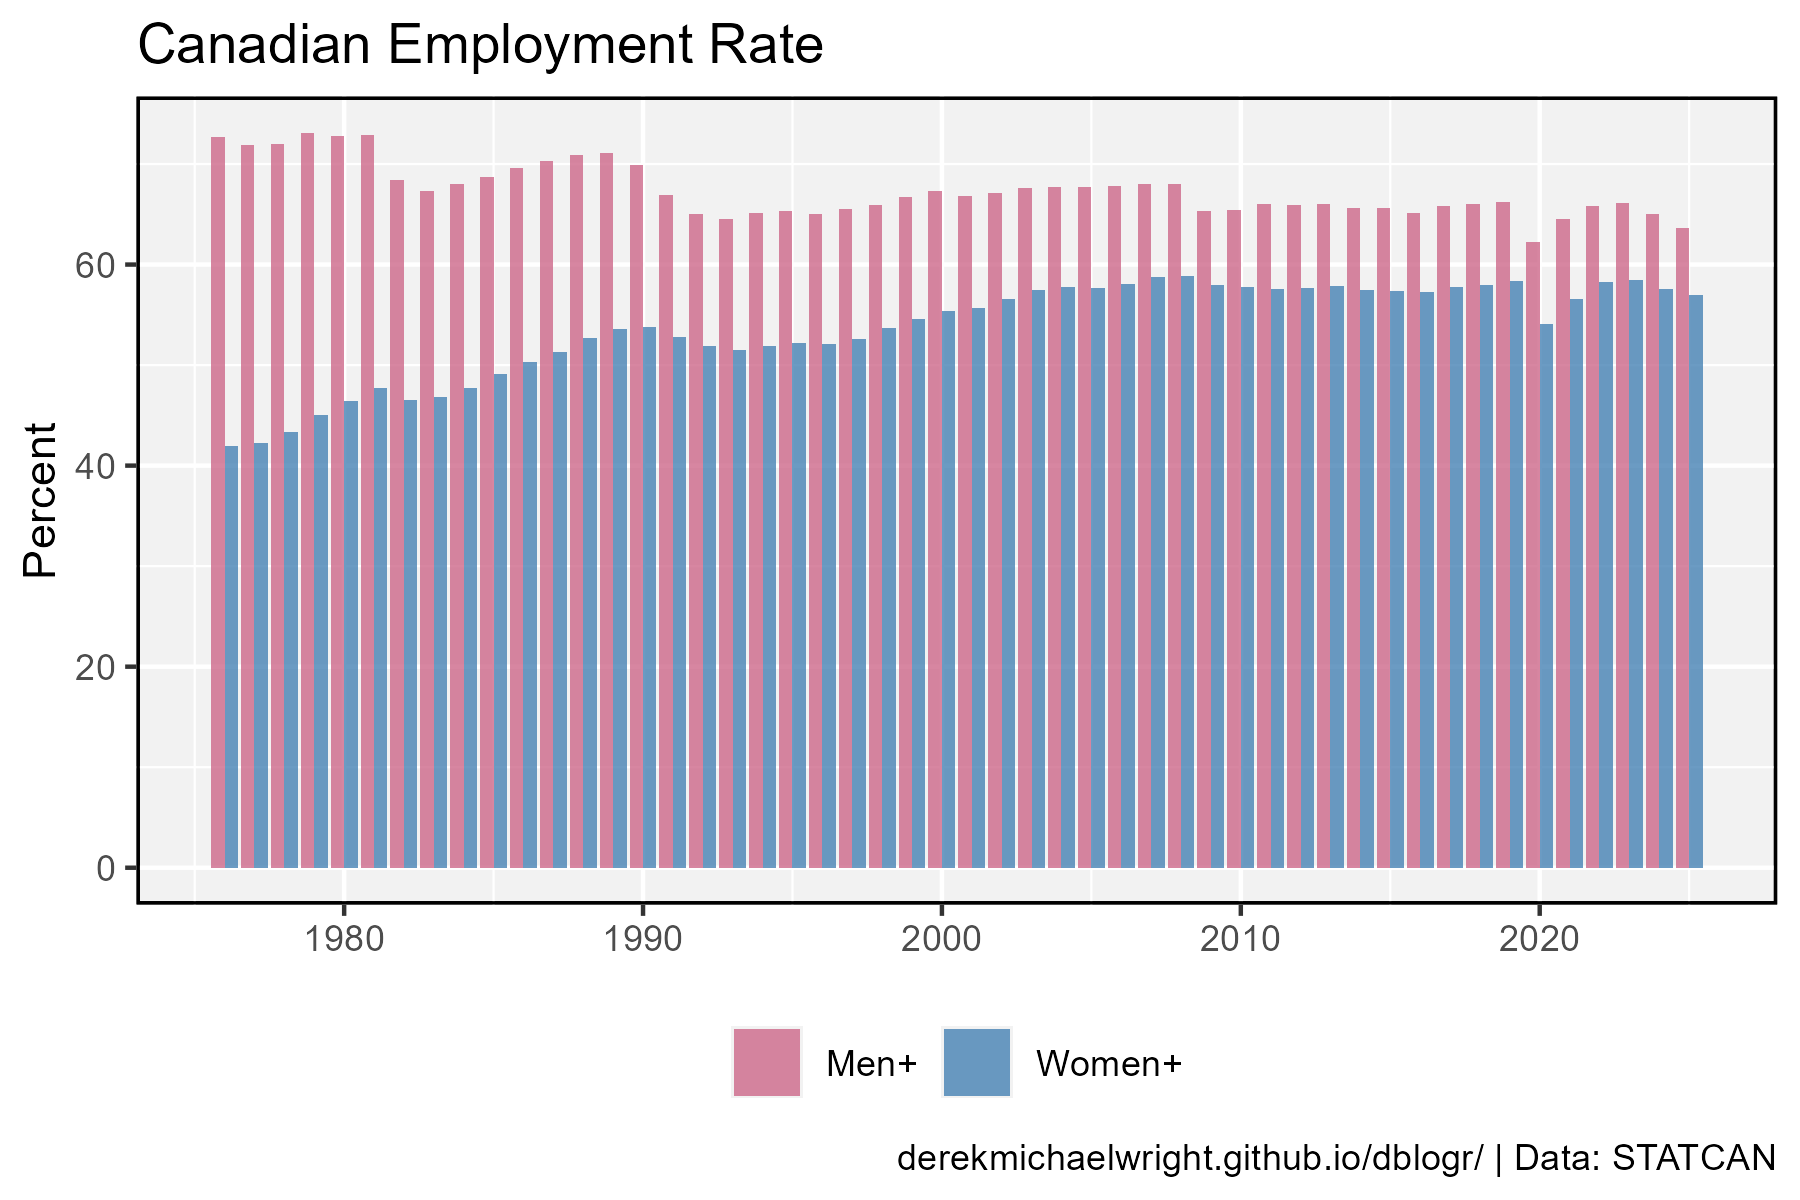 Canadian Employment Rate
Percent
60
40
20
0
1980 1990 2000 2010 2020
Men+ Women+
derekmichaelwright.github.io/dblogr/ | Data: STATCAN